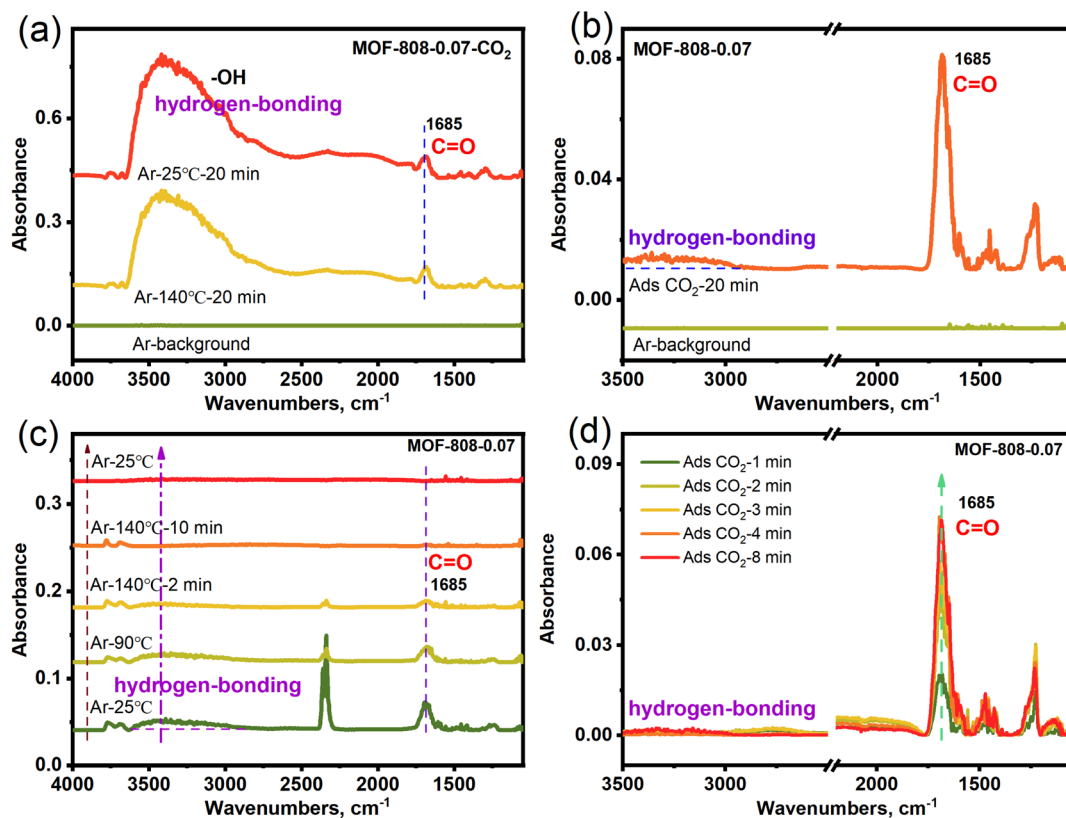 (a)
MOF-808-0.07-CO₂
-OH
hydrogen-bonding
1685
C=O
Ar-25℃-20 min
Ar-140℃-20 min
Ar-background
0.6
0.3
0.0
Absorbance
4000 3500 3000 2500 2000 1500
Wavenumbers, cm⁻¹
(b)
MOF-808-0.07
1685
C=O
hydrogen-bonding
Ads CO₂-20 min
Ar-background
0.08
0.04
0.00
Absorbance
3500 3000 2000 1500
Wavenumbers, cm⁻¹
(c)
MOF-808-0.07
Ar-25℃
Ar-140℃-10 min
C=O
Ar-140℃-2 min
1685
Ar-90℃
hydrogen-bonding
Ar-25℃
0.3
0.2
0.1
0.0
Absorbance
4000 3500 3000 2500 2000 1500
Wavenumbers, cm⁻¹
(d)
MOF-808-0.07
Ads CO₂-1 min
Ads CO₂-2 min
Ads CO₂-3 min
Ads CO₂-4 min
Ads CO₂-8 min
1685
C=O
hydrogen-bonding
0.09
0.06
0.03
0.00
Absorbance
3500 3000 2000 1500
Wavenumbers, cm⁻¹